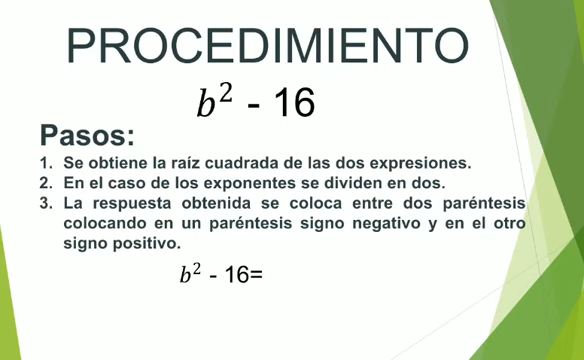 PROCEDIMIENTO
b² - 16
Pasos:
1. Se obtiene la raíz cuadrada de las dos expresiones.
2. En el caso de los exponentes se dividen en dos.
3. La respuesta obtenida se coloca entre dos paréntesis
colocando en un paréntesis signo negativo y en el otro
signo positivo.
b² - 16=